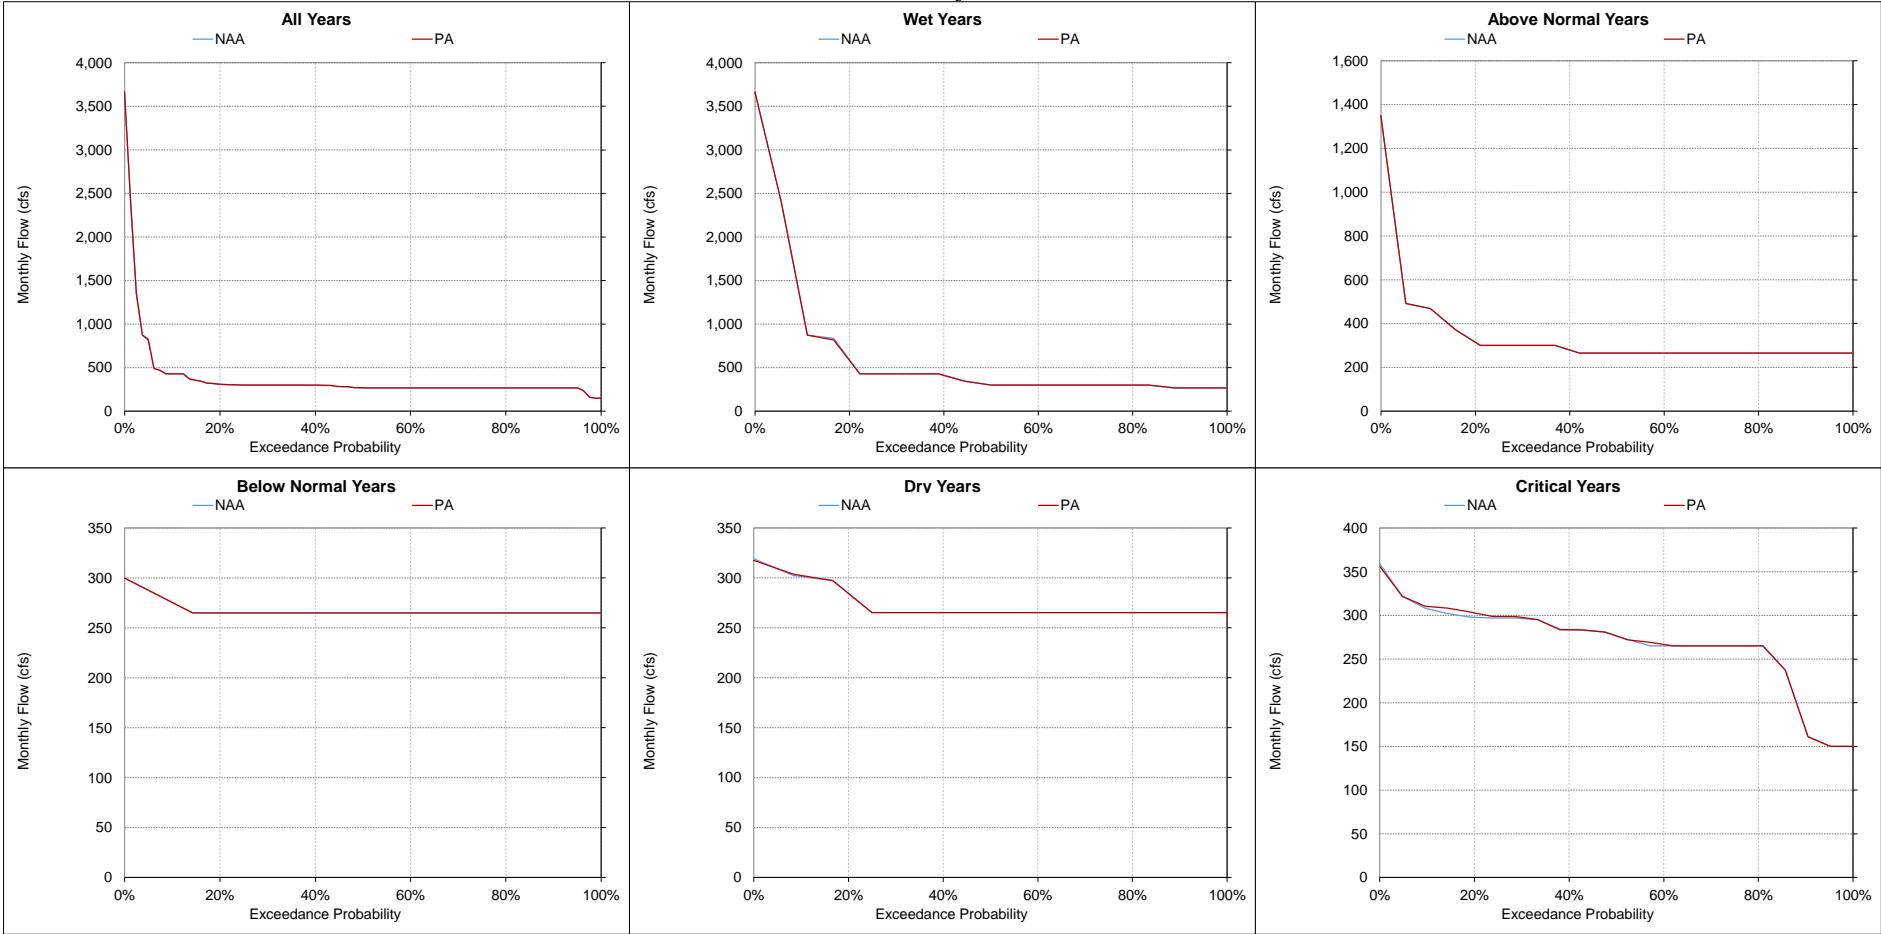 All Years
NAA PA
4,000
3,500
3,000
2,500
2,000
1,500
1,000
500
0
Monthly Flow (cfs)
0% 20% 40% 60% 80% 100%
Exceedance Probability
Wet Years
NAA PA
4,000
3,500
3,000
2,500
2,000
1,500
1,000
500
0
Monthly Flow (cfs)
0% 20% 40% 60% 80% 100%
Exceedance Probability
Above Normal Years
NAA PA
1,600
1,400
1,200
1,000
800
600
400
200
0
Monthly Flow (cfs)
0% 20% 40% 60% 80% 100%
Exceedance Probability
Below Normal Years
NAA PA
350
300
250
200
150
100
50
0
Monthly Flow (cfs)
0% 20% 40% 60% 80% 100%
Exceedance Probability
Dry Years
NAA PA
350
300
250
200
150
100
50
0
Monthly Flow (cfs)
0% 20% 40% 60% 80% 100%
Exceedance Probability
Critical Years
NAA PA
400
350
300
250
200
150
100
50
0
Monthly Flow (cfs)
0% 20% 40% 60% 80% 100%
Exceedance Probability